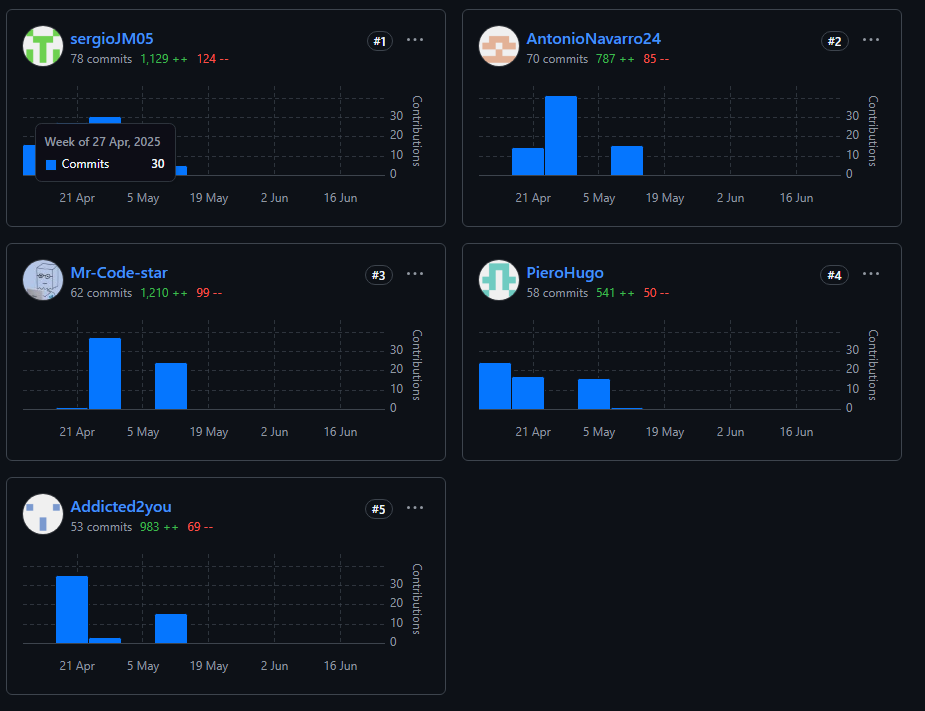 sergioJM05
#1
78 commits 1,129 ++ 124 --
Week of 27 Apr, 2025
Commits 30
30
20
10
0
Contributions
21 Apr 5 May 19 May 2 Jun 16 Jun
AntonioNavarro24
#2
70 commits 787 ++ 85 --
30
20
10
0
Contributions
21 Apr 5 May 19 May 2 Jun 16 Jun
Mr-Code-star
#3
62 commits 1,210 ++ 99 --
30
20
10
0
Contributions
21 Apr 5 May 19 May 2 Jun 16 Jun
PieroHugo
#4
58 commits 541 ++ 50 --
30
20
10
0
Contributions
21 Apr 5 May 19 May 2 Jun 16 Jun
Addicted2you
#5
53 commits 983 ++ 69 --
30
20
10
0
Contributions
21 Apr 5 May 19 May 2 Jun 16 Jun